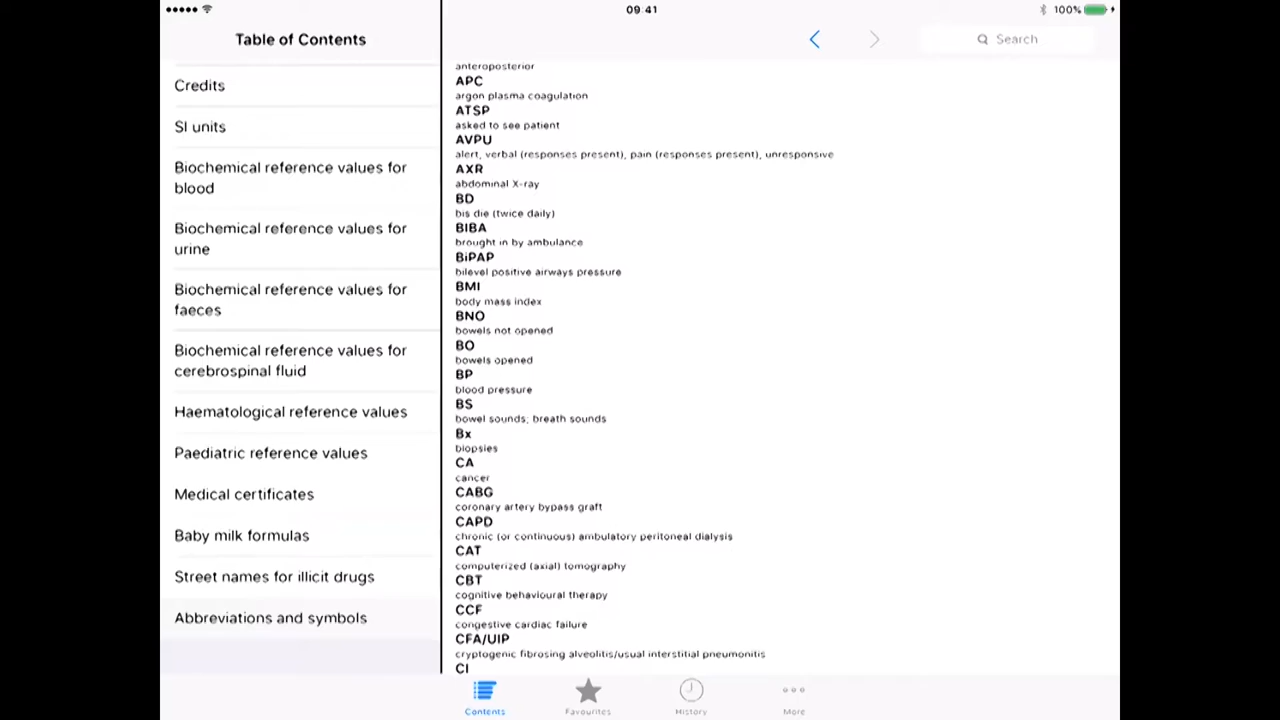 09:41
100%
Table of Contents
Search
Credits
SI units
Biochemical reference values for
blood
Biochemical reference values for
urine
Biochemical reference values for
faeces
Biochemical reference values for
cerebrospinal fluid
Haematological reference values
Paediatric reference values
Medical certificates
Baby milk formulas
Street names for illicit drugs
Abbreviations and symbols
anteroposterior
APC
argon plasma coagulation
ATSP
asked to see patient
AVPU
alert, verbal (responses present), pain (responses present), unresponsive
AXR
abdominal X-ray
BD
bis die (twice daily)
BIBA
brought in by ambulance
BiPAP
bilevel positive airways pressure
BMI
body mass index
BNO
bowels not opened
BO
bowels opened
BP
blood pressure
BS
bowel sounds; breath sounds
Bx
biopsies
CA
cancer
CABG
coronary artery bypass graft
CAPD
chronic (or continuous) ambulatory peritoneal dialysis
CAT
computerized (axial) tomography
CBT
cognitive behavioural therapy
CCF
congestive cardiac failure
CFA/UIP
cryptogenic fibrosing alveolitis/usual interstitial pneumonitis
CI
Contents
Favourites
History
More